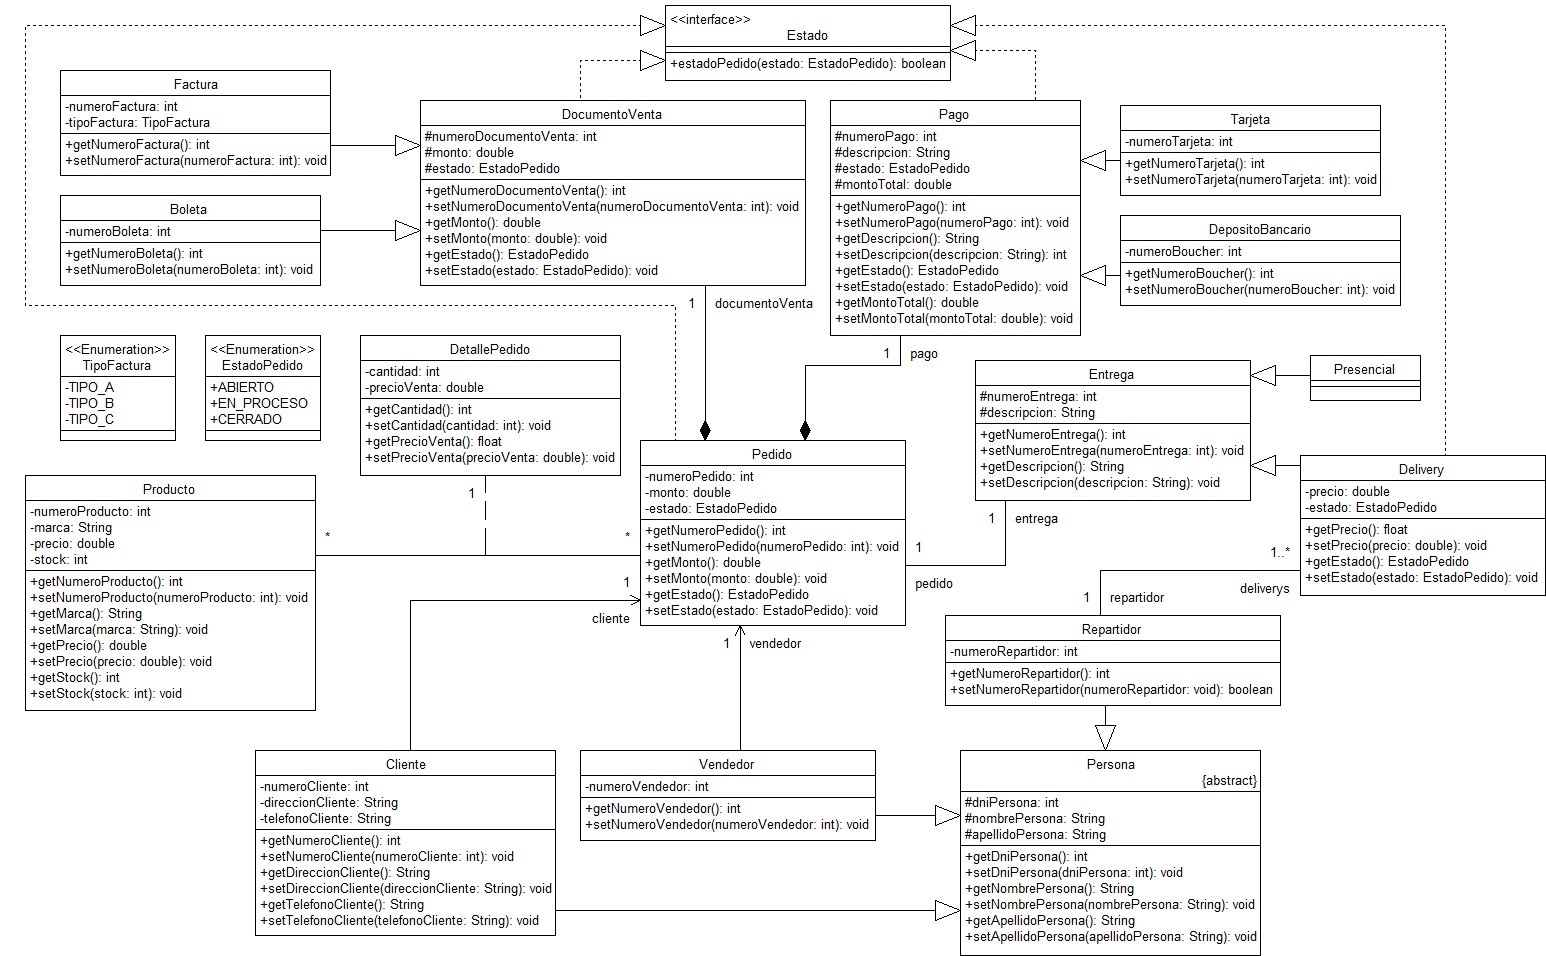 <<interface>>
Estado
+estadoPedido(estado: EstadoPedido): boolean
Factura
-numeroFactura: int
-tipoFactura: TipoFactura
+getNumeroFactura(): int
+setNumeroFactura(numeroFactura: int): void
Boleta
-numeroBoleta: int
+getNumeroBoleta(): int
+setNumeroBoleta(numeroBoleta: int): void
DocumentoVenta
#numeroDocumentoVenta: int
#monto: double
#estado: EstadoPedido
+getNumeroDocumentoVenta(): int
+setNumeroDocumentoVenta(numeroDocumentoVenta: int): void
+getMonto(): double
+setMonto(monto: double): void
+getEstado(): EstadoPedido
+setEstado(estado: EstadoPedido): void
1
documentoVenta
Pago
#numeroPago: int
#descripcion: String
#estado: EstadoPedido
#montoTotal: double
+getNumeroPago(): int
+setNumeroPago(numeroPago: int): void
+getDescripcion(): String
+setDescripcion(descripcion: String): int
+getEstado(): EstadoPedido
+setEstado(estado: EstadoPedido): void
+getMontoTotal(): double
+setMontoTotal(montoTotal: double): void
1
pago
Tarjeta
-numeroTarjeta: int
+getNumeroTarjeta(): int
+setNumeroTarjeta(numeroTarjeta: int): void
DepositoBancario
-numeroBoucher: int
+getNumeroBoucher(): int
+setNumeroBoucher(numeroBoucher: int): void
<<Enumeration>>
TipoFactura
-TIPO_A
-TIPO_B
-TIPO_C
<<Enumeration>>
EstadoPedido
+ABIERTO
+EN_PROCESO
+CERRADO
DetallePedido
-cantidad: int
-precioVenta: double
+getCantidad(): int
+setCantidad(cantidad: int): void
+getPrecioVenta(): float
+setPrecioVenta(precioVenta: double): void
1
Entrega
#numeroEntrega: int
#descripcion: String
+getNumeroEntrega(): int
+setNumeroEntrega(numeroEntrega: int): void
+getDescripcion(): String
+setDescripcion(descripcion: String): void
1
entrega
Presencial
Producto
-numeroProducto: int
-marca: String
-precio: double
-stock: int
+getNumeroProducto(): int
+setNumeroProducto(numeroProducto: int): void
+getMarca(): String
+setMarca(marca: String): void
+getPrecio(): double
+setPrecio(precio: double): void
+getStock(): int
+setStock(stock: int): void
*
*
Pedido
-numeroPedido: int
-monto: double
-estado: EstadoPedido
+getNumeroPedido(): int
+setNumeroPedido(numeroPedido: int): void
+getMonto(): double
+setMonto(monto: double): void
+getEstado(): EstadoPedido
+setEstado(estado: EstadoPedido): void
1
pedido
1
cliente
1
vendedor
Delivery
-precio: double
-estado: EstadoPedido
+getPrecio(): float
+setPrecio(precio: double): void
+getEstado(): EstadoPedido
+setEstado(estado: EstadoPedido): void
1..*
deliverys
1
repartidor
Repartidor
-numeroRepartidor: int
+getNumeroRepartidor(): int
+setNumeroRepartidor(numeroRepartidor: void): boolean
Cliente
-numeroCliente: int
-direccionCliente: String
-telefonoCliente: String
+getNumeroCliente(): int
+setNumeroCliente(numeroCliente: int): void
+getDireccionCliente(): String
+setDireccionCliente(direccionCliente: String): void
+getTelefonoCliente(): String
+setTelefonoCliente(telefonoCliente: String): void
Vendedor
-numeroVendedor: int
+getNumeroVendedor(): int
+setNumeroVendedor(numeroVendedor: int): void
Persona
{abstract}
#dniPersona: int
#nombrePersona: String
#apellidoPersona: String
+getDniPersona(): int
+setDniPersona(dniPersona: int): void
+getNombrePersona(): String
+setNombrePersona(nombrePersona: String): void
+getApellidoPersona(): String
+setApellidoPersona(apellidoPersona: String): void